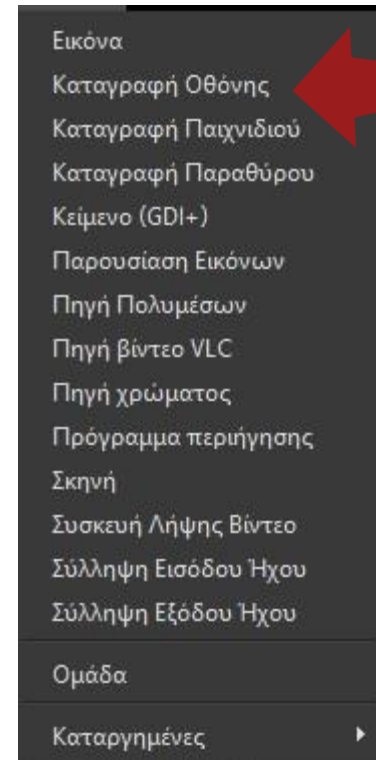 Εικόνα
Καταγραφή Οθόνης
Καταγραφή Παιχνιδιού
Καταγραφή Παραθύρου
Κείμενο (GDI+)
Παρουσίαση Εικόνων
Πηγή Πολυμέσων
Πηγή βίντεο VLC
Πηγή χρώματος
Πρόγραμμα περιήγησης
Σκηνή
Συσκευή Λήψης Βίντεο
Σύλληψη Εισόδου Ήχου
Σύλληψη Εξόδου Ήχου
Ομάδα
Καταργημένες